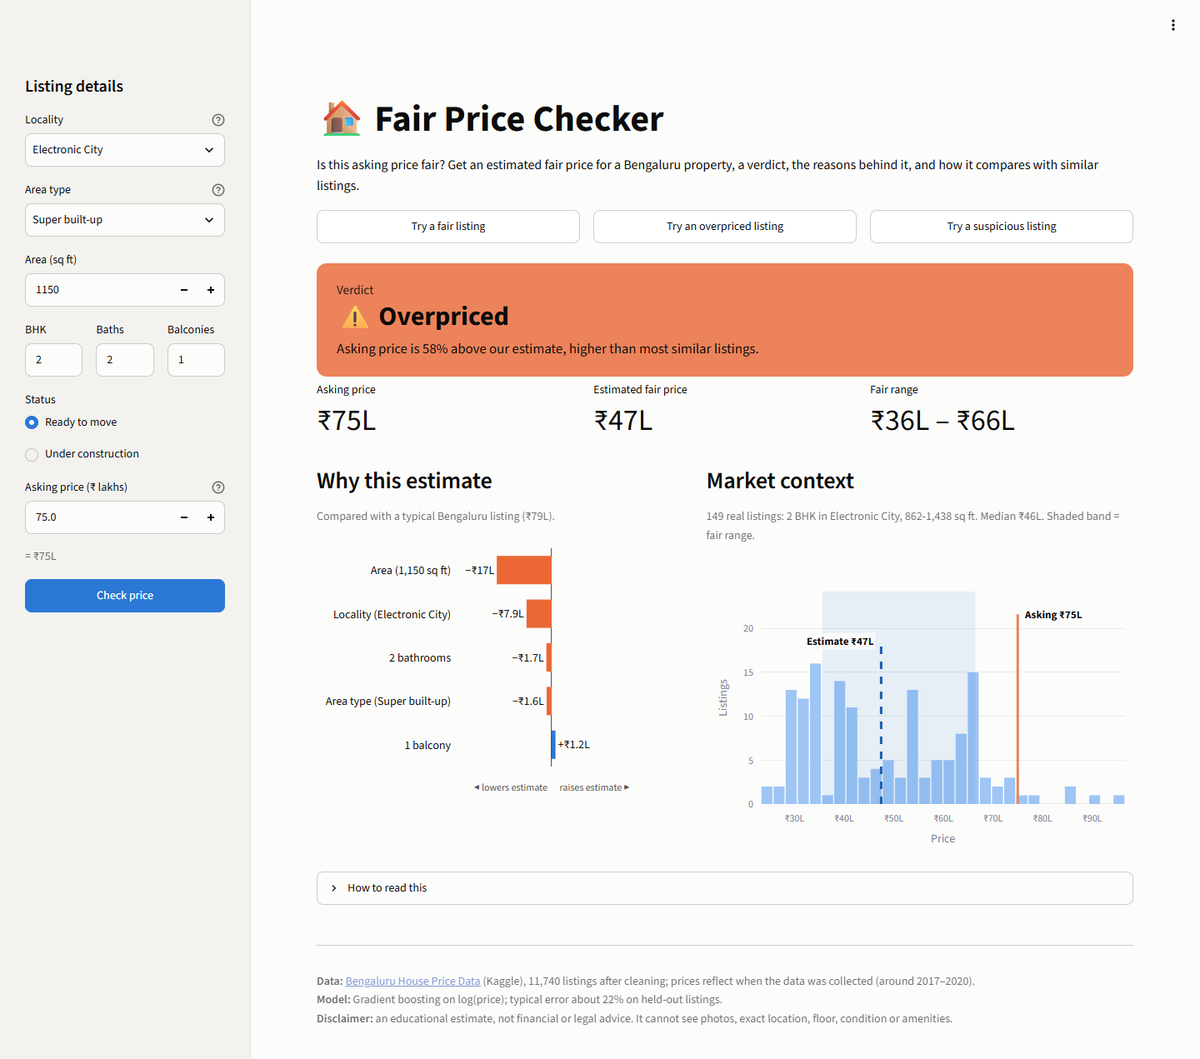 Listing details
Locality
Electronic City
Area type
Super built-up
Area (sq ft)
1150
− +
BHK
Baths
Balconies
2
2
1
Status
Ready to move
Under construction
Asking price (₹ lakhs)
75.0
− +
= ₹75L
Check price
Fair Price Checker
Is this asking price fair? Get an estimated fair price for a Bengaluru property, a verdict, the reasons behind it, and how it compares with similar
listings.
Try a fair listing
Try an overpriced listing
Try a suspicious listing
Verdict
⚠️ Overpriced
Asking price is 58% above our estimate, higher than most similar listings.
Asking price
₹75L
Estimated fair price
₹47L
Fair range
₹36L – ₹66L
Why this estimate
Compared with a typical Bengaluru listing (₹79L).
Area (1,150 sq ft) −₹17L
Locality (Electronic City) −₹7.9L
2 bathrooms −₹1.7L
Area type (Super built-up) −₹1.6L
1 balcony +₹1.2L
◂ lowers estimate raises estimate ▸
Market context
149 real listings: 2 BHK in Electronic City, 862-1,438 sq ft. Median ₹46L. Shaded band =
fair range.
Asking ₹75L
Estimate ₹47L
Listings
20
15
10
5
0
₹30L ₹40L ₹50L ₹60L ₹70L ₹80L ₹90L
Price
How to read this
Data: Bengaluru House Price Data (Kaggle), 11,740 listings after cleaning; prices reflect when the data was collected (around 2017–2020).
Model: Gradient boosting on log(price); typical error about 22% on held-out listings.
Disclaimer: an educational estimate, not financial or legal advice. It cannot see photos, exact location, floor, condition or amenities.